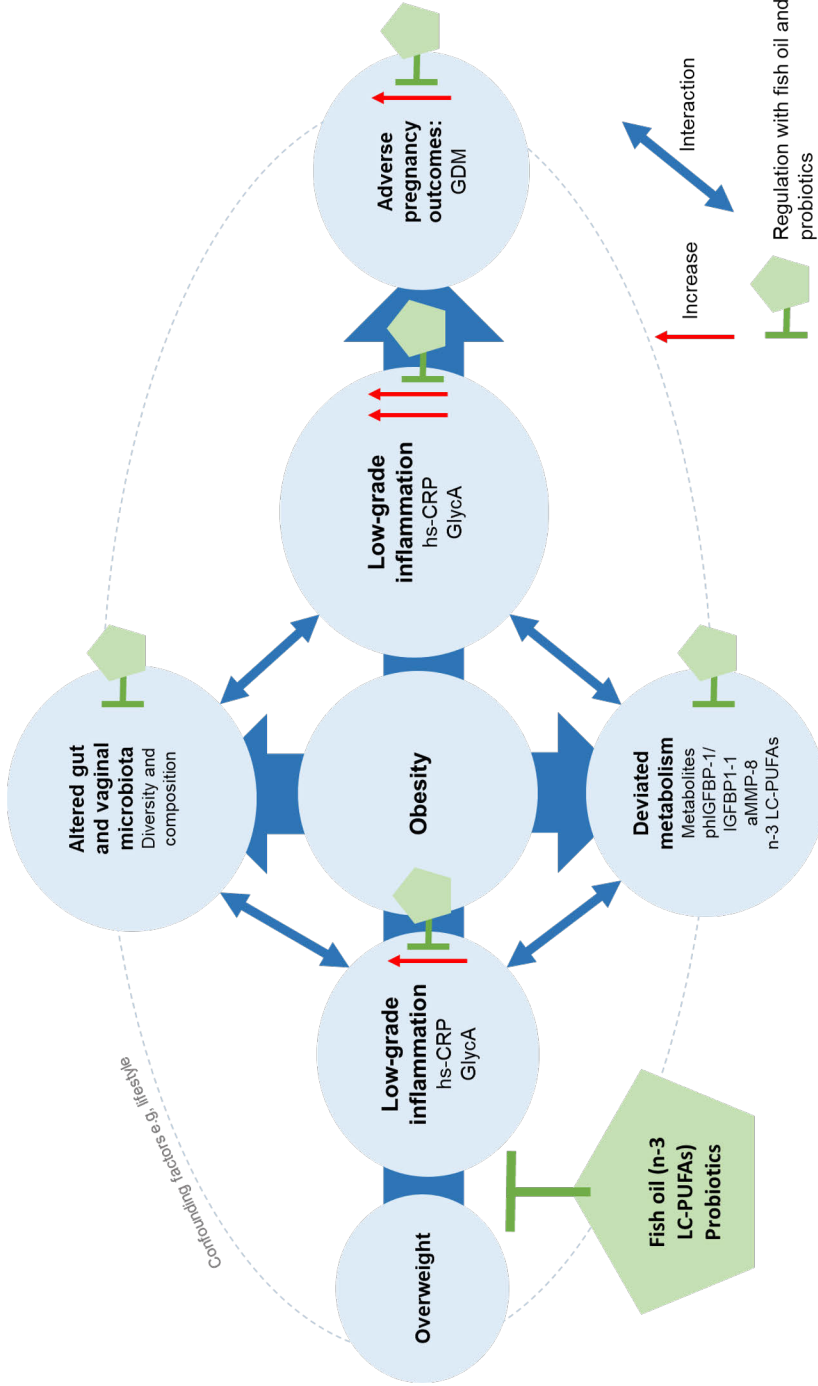 Confounding factors e.g, lifestyle
Altered gut
and vaginal
microbiota
Diversity and
composition
Overweight
Low-grade
inflammation
hs-CRP
GlycA
Obesity
Low-grade
inflammation
hs-CRP
GlycA
Adverse
pregnancy
outcomes:
GDM
Fish oil (n-3
LC-PUFAs)
Probiotics
Deviated
metabolism
Metabolites
phIGFBP-1/
IGFBP1-1
aMMP-8
n-3 LC-PUFAs
Increase
Interaction
Regulation with fish oil and
probiotics